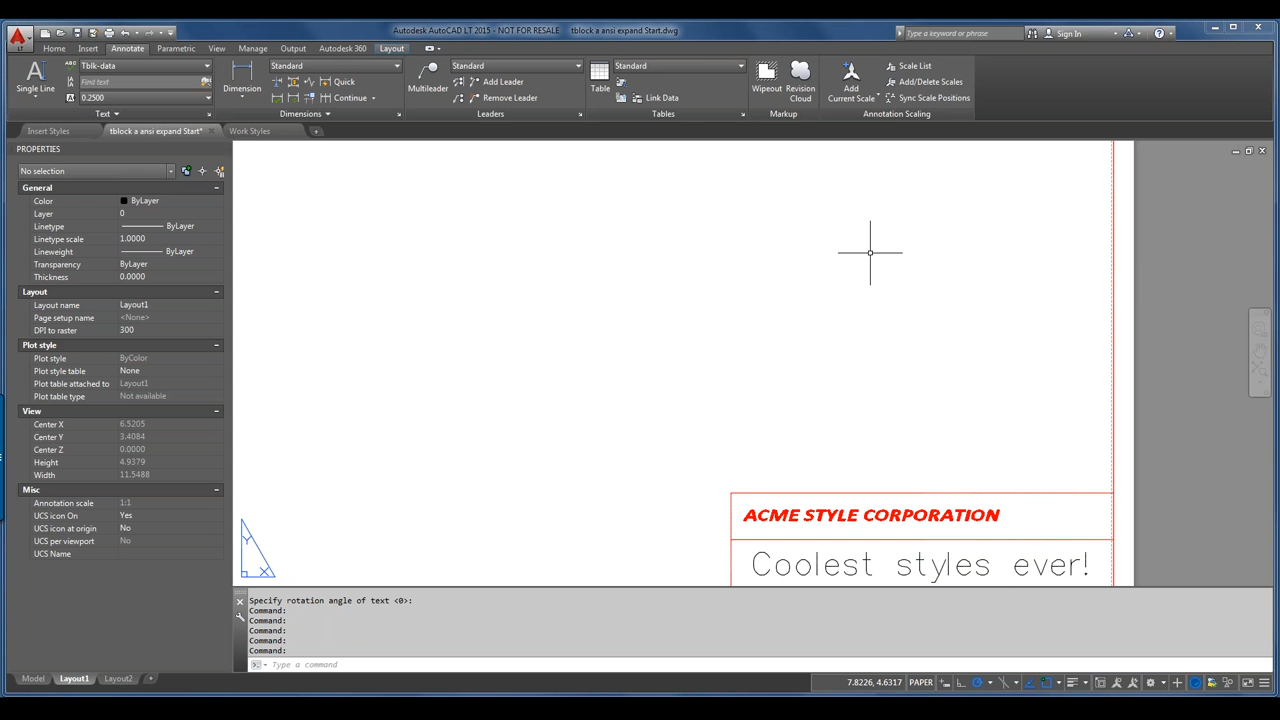 Autodesk AutoCAD LT 2015 - NOT FOR RESALE tblock a ansi expand Start.dwg
Type a keyword or phrase
Sign In
LT
Home Insert Annotate Parametric View Manage Output Autodesk 360 Layout
Single Line
Tblk-data
Find text
0.2500
Text
Dimension
Standard
Quick
Continue
Dimensions
Multileader
Standard
Add Leader
Remove Leader
Leaders
Table
Standard
Link Data
Tables
Wipeout
Revision
Cloud
Markup
Add
Current Scale
Scale List
Add/Delete Scales
Sync Scale Positions
Annotation Scaling
Insert Styles tblock a ansi expand Start* Work Styles
PROPERTIES
No selection
General
Color ByLayer
Layer 0
Linetype ByLayer
Linetype scale 1.0000
Lineweight ByLayer
Transparency ByLayer
Thickness 0.0000
Layout
Layout name Layout1
Page setup name <None>
DPI to raster 300
Plot style
Plot style ByColor
Plot style table None
Plot table attached to Layout1
Plot table type Not available
View
Center X 6.5205
Center Y 3.4084
Center Z 0.0000
Height 4.9379
Width 11.5488
Misc
Annotation scale 1:1
UCS icon On Yes
UCS icon at origin No
UCS per viewport No
UCS Name
Y
X
ACME STYLE CORPORATION
Coolest styles ever!
Specify rotation angle of text <0>:
Command:
Command:
Command:
Command:
Command:
Type a command
Model Layout1 Layout2
7.8226, 4.6317 PAPER